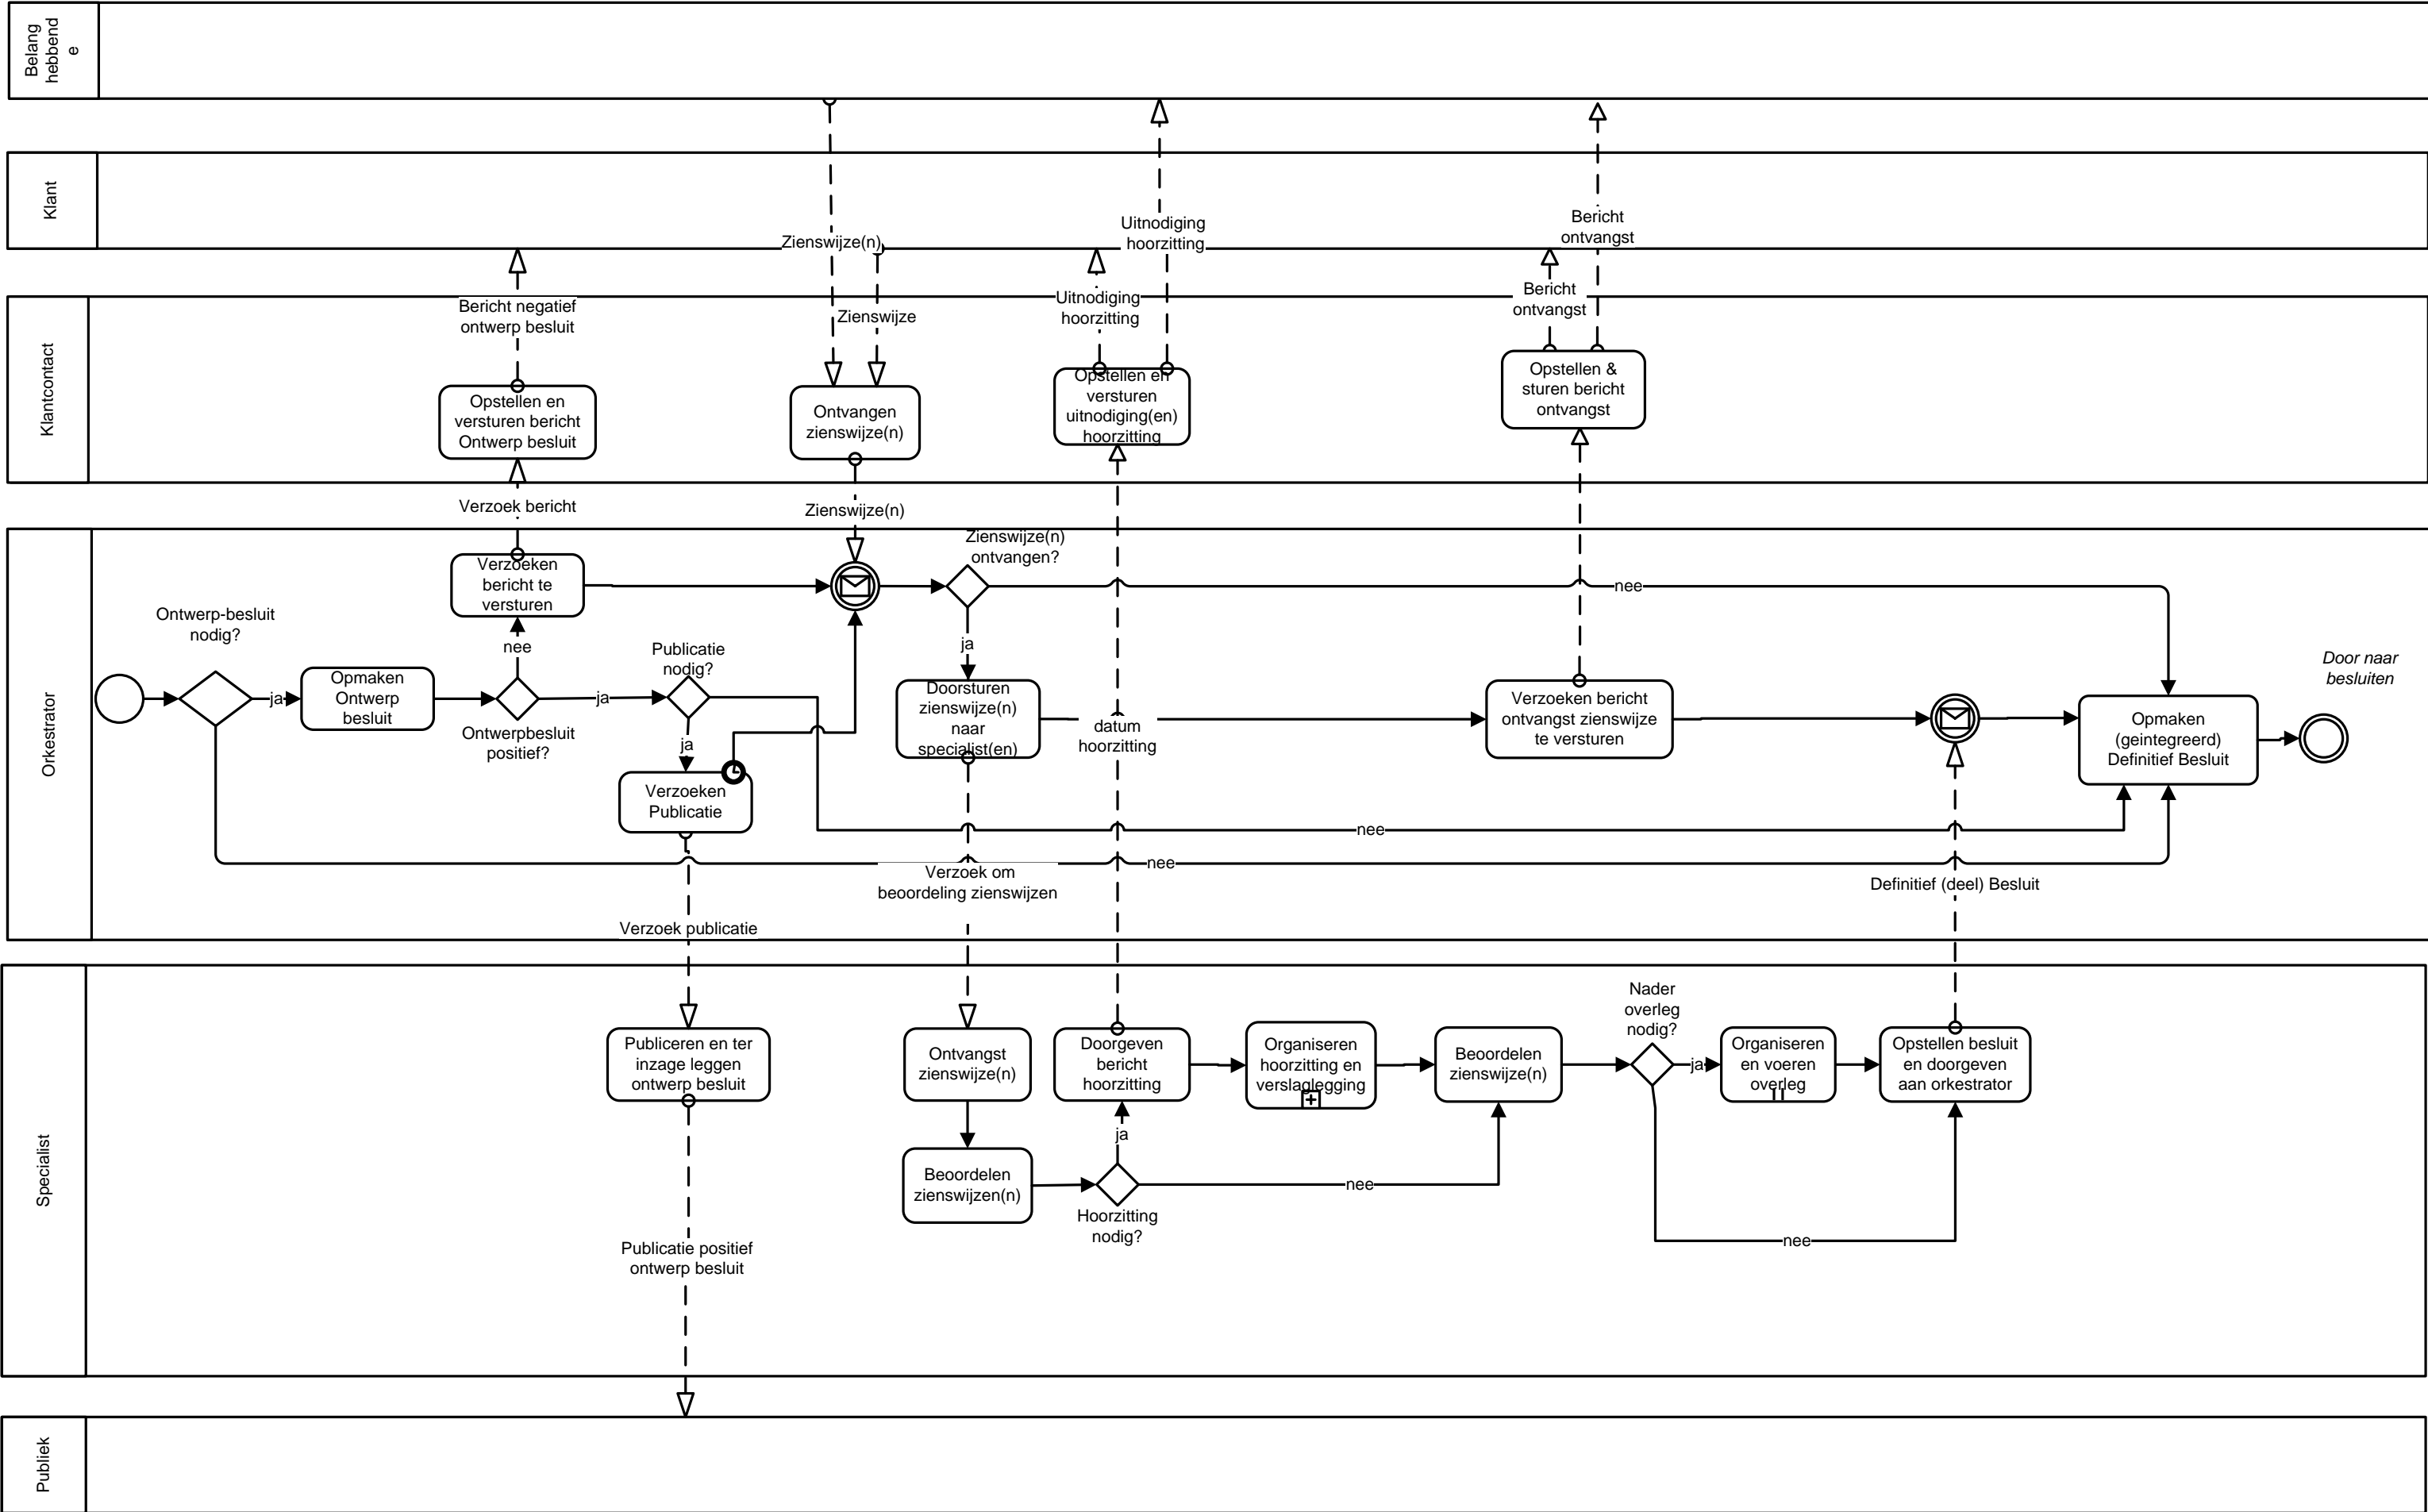 Belang
hebbend
e
Klant
Zienswijze(n)
Uitnodiging
hoorzitting
Bericht
ontvangst
Klantcontact
Bericht negatief
ontwerp besluit
Zienswijze
Uitnodiging
hoorzitting
Bericht
ontvangst
Opstellen en
versturen bericht
Ontwerp besluit
Ontvangen
zienswijze(n)
Opstellen en
versturen
uitnodiging(en)
hoorzitting
Opstellen &
sturen bericht
ontvangst
Verzoek bericht
Zienswijze(n)
Orkestrator
Ontwerp-besluit
nodig?
ja
Opmaken
Ontwerp
besluit
Verzoeken
bericht te
versturen
nee
Ontwerpbesluit
positief?
ja
Publicatie
nodig?
ja
Verzoeken
Publicatie
Zienswijze(n)
ontvangen?
nee
ja
Doorsturen
zienswijze(n)
naar
specialist(en)
datum
hoorzitting
Verzoeken bericht
ontvangst zienswijze
te versturen
Opmaken
(geintegreerd)
Definitief Besluit
Door naar
besluiten
nee
nee
Verzoek om
beoordeling zienswijzen
Definitief (deel) Besluit
Verzoek publicatie
Specialist
Publiceren en ter
inzage leggen
ontwerp besluit
Ontvangst
zienswijze(n)
Doorgeven
bericht
hoorzitting
Organiseren
hoorzitting en
verslaglegging
Beoordelen
zienswijze(n)
Nader
overleg
nodig?
ja
Organiseren
en voeren
overleg
Opstellen besluit
en doorgeven
aan orkestrator
ja
Beoordelen
zienswijzen(n)
nee
Hoorzitting
nodig?
nee
Publicatie positief
ontwerp besluit
Publiek